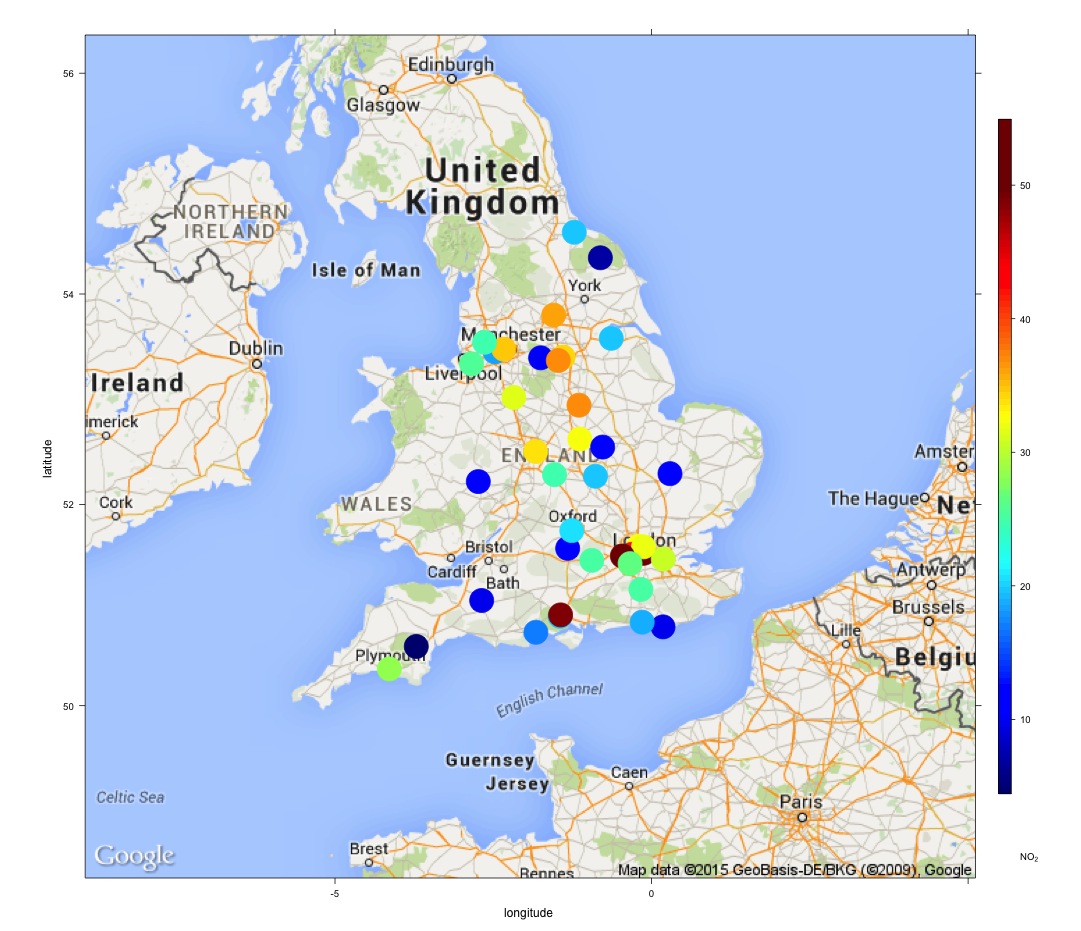 56
54
52
50
latitude
Edinburgh
Glasgow
United
Kingdom
NORTHERN
IRELAND
Isle of Man
York
Dublin
Manchester
Liverpool
Ireland
imerick
Cork
ENGLAND
WALES
Amster
The Hague
Ne
Oxford
London
Bristol
Cardiff
Bath
Antwerp
Brussels
Lille
Belgiu
Plymouth
English Channel
Guernsey
Jersey
Caen
Celtic Sea
Paris
Brest
Rennes
Google
Map data ©2015 GeoBasis-DE/BKG (©2009), Google
-5
0
longitude
50
40
30
20
10
NO₂